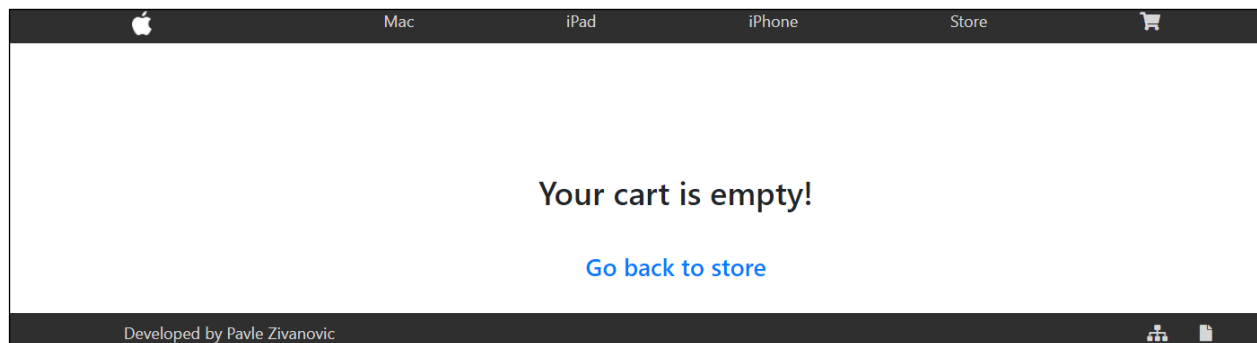 Mac iPad iPhone Store
Your cart is empty!
Go back to store
Developed by Pavle Zivanovic